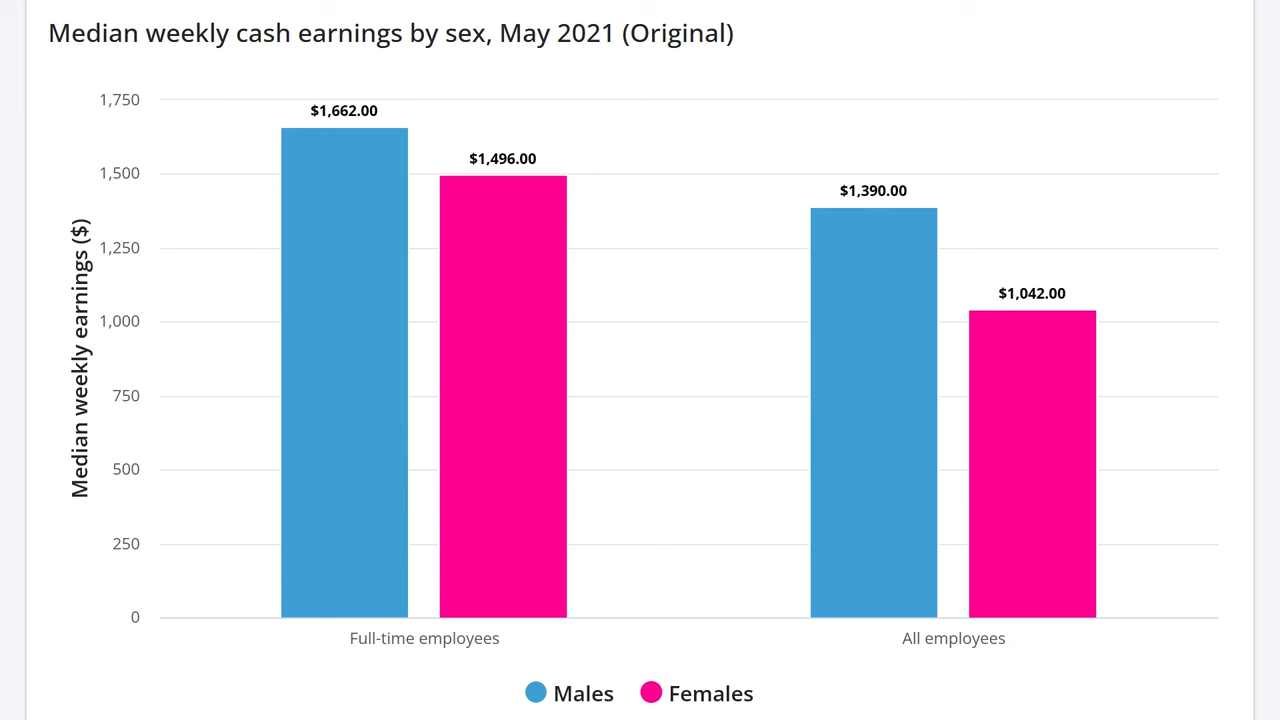 Median weekly cash earnings by sex, May 2021 (Original)
Median weekly earnings ($)
1,750
1,500
1,250
1,000
750
500
250
0
$1,662.00
$1,496.00
$1,390.00
$1,042.00
Full-time employees
All employees
Males
Females